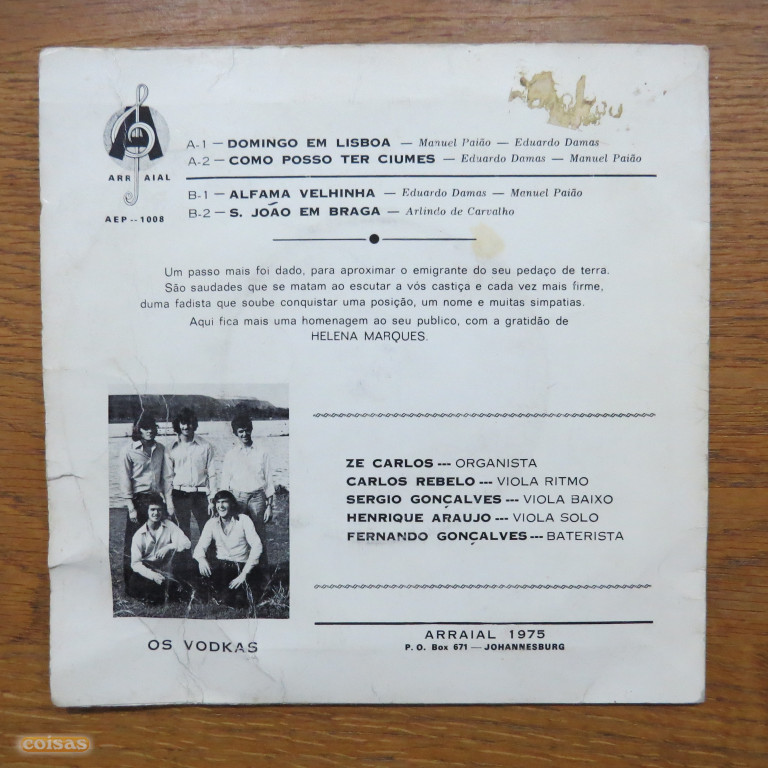 ARRAIAL
AEP -- 1008
A-1 — DOMINGO EM LISBOA — Manuel Paião — Eduardo Damas
A-2 — COMO POSSO TER CIUMES — Eduardo Damas — Manuel Paião
B-1 — ALFAMA VELHINHA — Eduardo Damas — Manuel Paião
B-2 — S. JOÃO EM BRAGA — Arlindo de Carvalho
Um passo mais foi dado, para aproximar o emigrante do seu pedaço de terra.
São saudades que se matam ao escutar a vós castiça e cada vez mais firme,
duma fadista que soube conquistar uma posição, um nome e muitas simpatias.
Aqui fica mais uma homenagem ao seu publico, com a gratidão de
HELENA MARQUES.
ZE CARLOS --- ORGANISTA
CARLOS REBELO --- VIOLA RITMO
SERGIO GONÇALVES --- VIOLA BAIXO
HENRIQUE ARAUJO --- VIOLA SOLO
FERNANDO GONÇALVES --- BATERISTA
OS VODKAS
ARRAIAL 1975
P. O. Box 671 — JOHANNESBURG
coisas